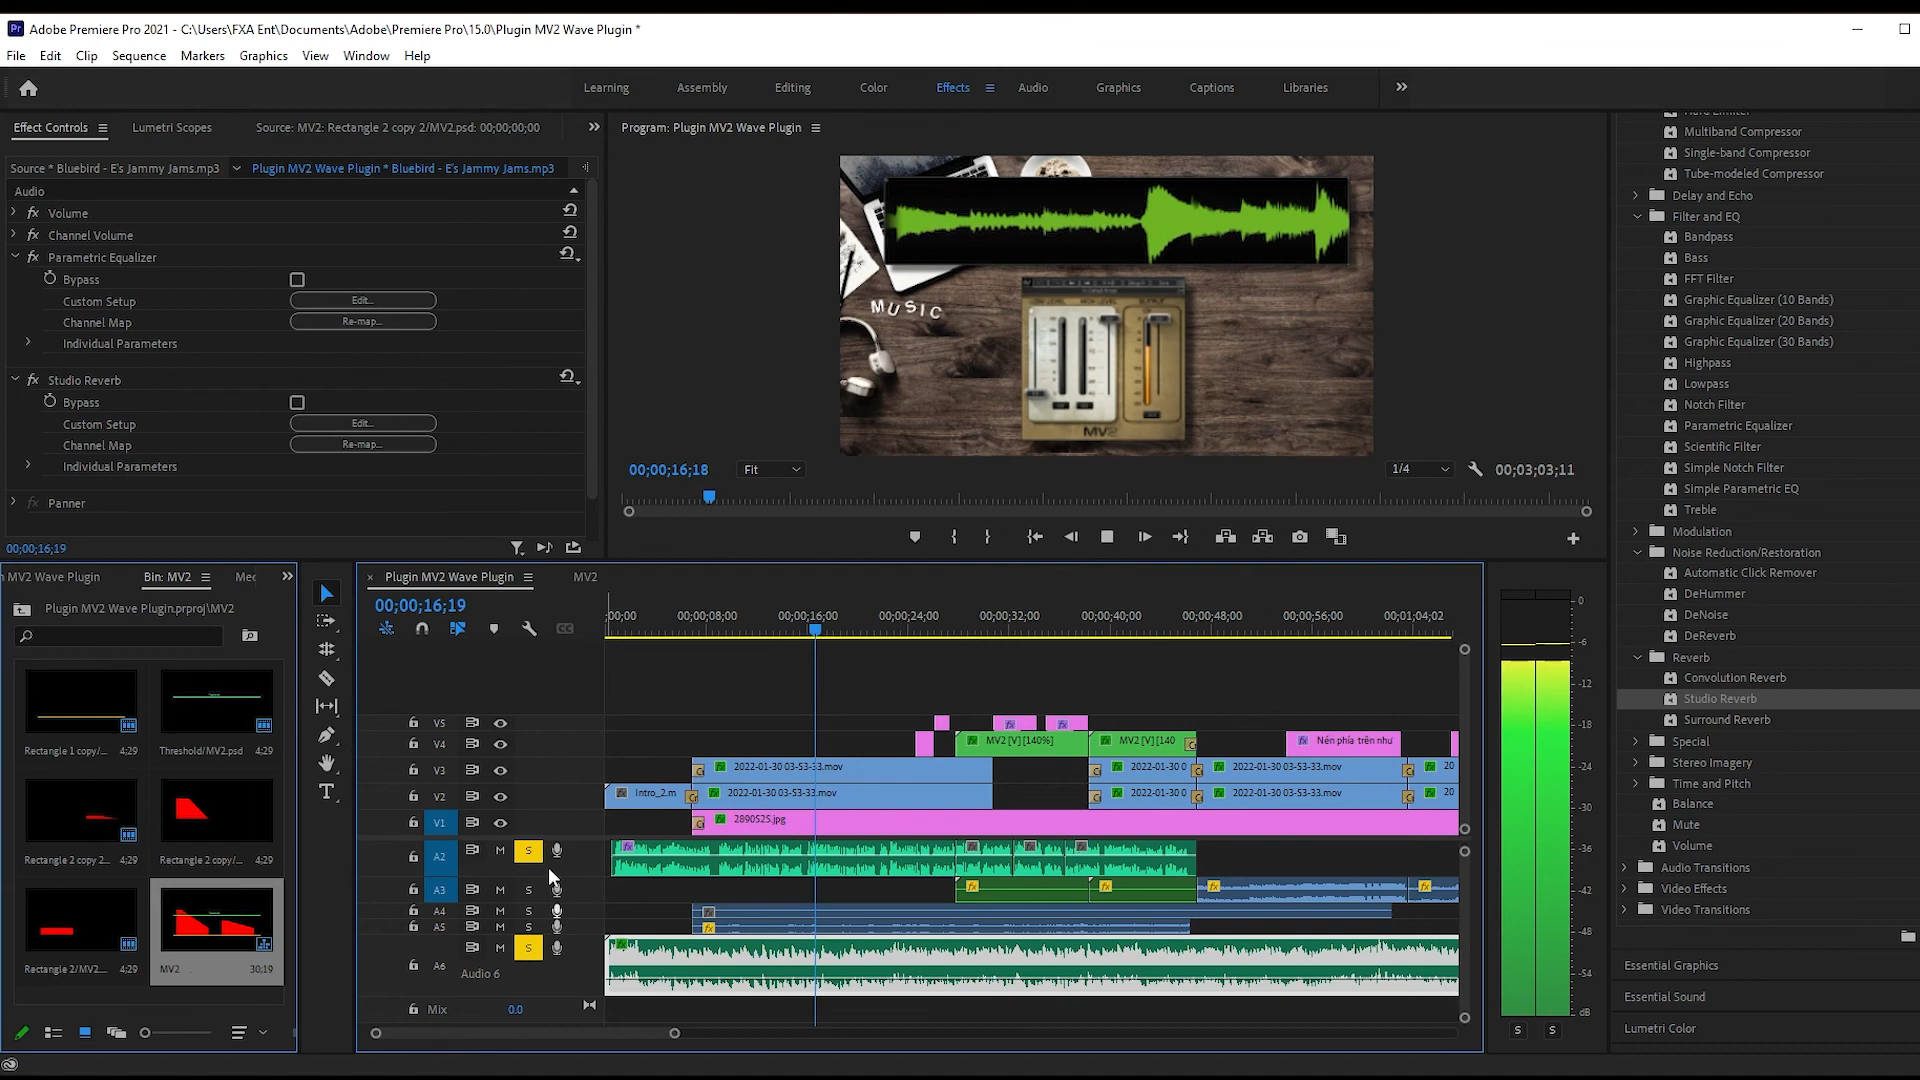 Adobe Premiere Pro 2021 - C:\Users\FXA Ent\Documents\Adobe\Premiere Pro\15.0\Plugin MV2 Wave Plugin *
File Edit Clip Sequence Markers Graphics View Window Help
Learning Assembly Editing Color Effects Audio Graphics Captions Libraries
Effect Controls Lumetri Scopes Source: MV2: Rectangle 2 copy 2/MV2.psd: 00;00;00;00
Source * Bluebird - E's Jammy Jams.mp3 Plugin MV2 Wave Plugin * Bluebird - E's Jammy Jams.mp3
Audio
fx Volume
fx Channel Volume
fx Parametric Equalizer
Bypass
Custom Setup Edit...
Channel Map Re-map...
Individual Parameters
fx Studio Reverb
Bypass
Custom Setup Edit...
Channel Map Re-map...
Individual Parameters
fx Panner
00;00;16;19
Program: Plugin MV2 Wave Plugin
MUSIC
MV2
00;00;16;18 Fit 1/4 00;03;03;11
Multiband Compressor
Single-band Compressor
Tube-modeled Compressor
Delay and Echo
Filter and EQ
Bandpass
Bass
FFT Filter
Graphic Equalizer (10 Bands)
Graphic Equalizer (20 Bands)
Graphic Equalizer (30 Bands)
Highpass
Lowpass
Notch Filter
Parametric Equalizer
Scientific Filter
Simple Notch Filter
Simple Parametric EQ
Treble
Modulation
Noise Reduction/Restoration
Automatic Click Remover
DeHummer
DeNoise
DeReverb
Reverb
Convolution Reverb
Studio Reverb
Surround Reverb
Special
Stereo Imagery
Time and Pitch
Balance
Mute
Volume
Audio Transitions
Video Effects
Video Transitions
Essential Graphics
Essential Sound
Lumetri Color
n MV2 Wave Plugin Bin: MV2 Mec
Plugin MV2 Wave Plugin.prproj\MV2
Rectangle 1 copy/... 4;29 Threshold/MV2.psd 4;29
Rectangle 2 copy 2... 4;29 Rectangle 2 copy/... 4;29
Rectangle 2/MV2.... 4;29 MV2 30;19
Plugin MV2 Wave Plugin MV2
00;00;16;19
;00;00 00;00;08;00 00;00;16;00 00;00;24;00 00;00;32;00 00;00;40;00 00;00;48;00 00;00;56;00 00;01;04;02
V5
V4 MV2 [V] [140%] MV2 [V] [140 Nén phía trên như
V3 2022-01-30 03-53-33.mov 2022-01-30 0 2022-01-30 03-53-33.mov 20
V2 Intro_2.m 2022-01-30 03-53-33.mov 2022-01-30 0 2022-01-30 03-53-33.mov 20
V1 2890525.jpg
A2 M S
A3 M S
A4 M S
A5 M S
A6 M S
Audio 6
Mix 0.0
0
-6
-12
-18
-24
-30
-36
-42
-48
-54
dB
S S